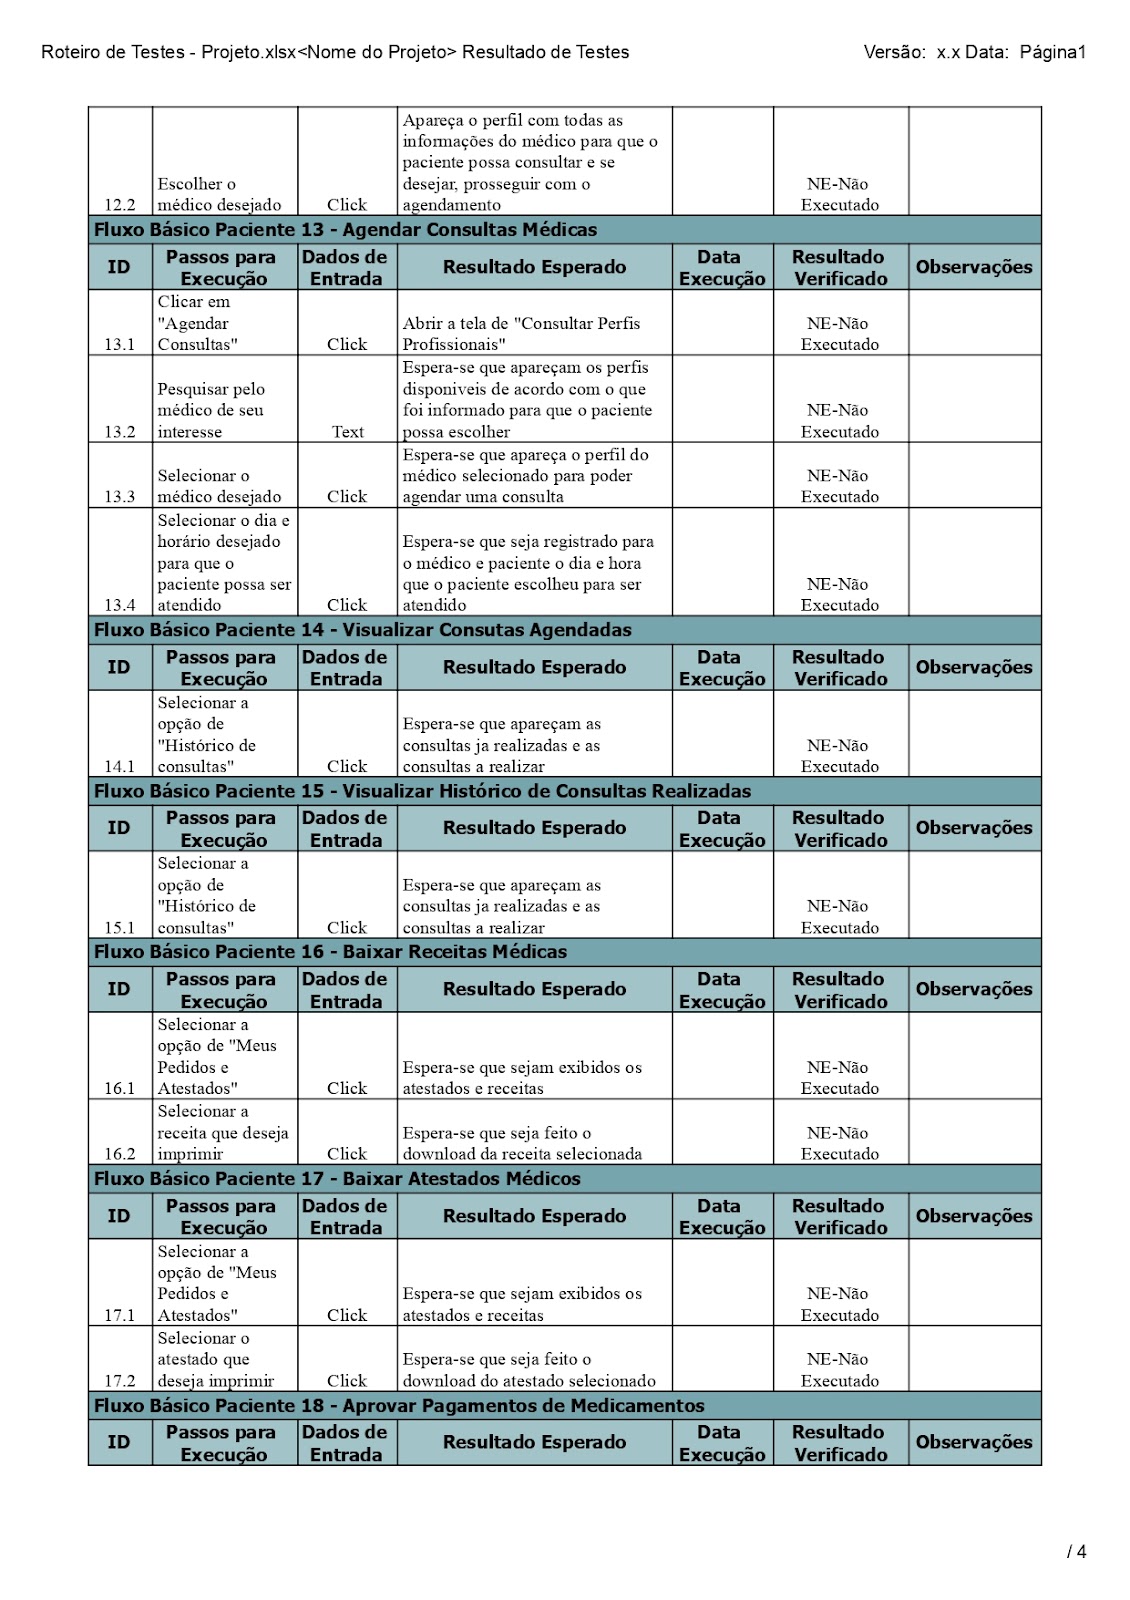 Roteiro de Testes - Projeto.xlsx<Nome do Projeto> Resultado de Testes
Versão:  x.x Data:  Página1
12.2
Escolher o
médico desejado
Click
Apareça o perfil com todas as
informações do médico para que o
paciente possa consultar e se
desejar, prosseguir com o
agendamento
NE-Não
Executado
Fluxo Básico Paciente 13 - Agendar Consultas Médicas
ID
Passos para
Execução
Dados de
Entrada
Resultado Esperado
Data
Execução
Resultado
Verificado
Observações
13.1
Clicar em
"Agendar
Consultas"
Click
Abrir a tela de "Consultar Perfis
Profissionais"
NE-Não
Executado
13.2
Pesquisar pelo
médico de seu
interesse
Text
Espera-se que apareçam os perfis
disponiveis de acordo com o que
foi informado para que o paciente
possa escolher
NE-Não
Executado
13.3
Selecionar o
médico desejado
Click
Espera-se que apareça o perfil do
médico selecionado para poder
agendar uma consulta
NE-Não
Executado
13.4
Selecionar o dia e
horário desejado
para que o
paciente possa ser
atendido
Click
Espera-se que seja registrado para
o médico e paciente o dia e hora
que o paciente escolheu para ser
atendido
NE-Não
Executado
Fluxo Básico Paciente 14 - Visualizar Consutas Agendadas
ID
Passos para
Execução
Dados de
Entrada
Resultado Esperado
Data
Execução
Resultado
Verificado
Observações
14.1
Selecionar a
opção de
"Histórico de
consultas"
Click
Espera-se que apareçam as
consultas ja realizadas e as
consultas a realizar
NE-Não
Executado
Fluxo Básico Paciente 15 - Visualizar Histórico de Consultas Realizadas
ID
Passos para
Execução
Dados de
Entrada
Resultado Esperado
Data
Execução
Resultado
Verificado
Observações
15.1
Selecionar a
opção de
"Histórico de
consultas"
Click
Espera-se que apareçam as
consultas ja realizadas e as
consultas a realizar
NE-Não
Executado
Fluxo Básico Paciente 16 - Baixar Receitas Médicas
ID
Passos para
Execução
Dados de
Entrada
Resultado Esperado
Data
Execução
Resultado
Verificado
Observações
16.1
Selecionar a
opção de "Meus
Pedidos e
Atestados"
Click
Espera-se que sejam exibidos os
atestados e receitas
NE-Não
Executado
16.2
Selecionar a
receita que deseja
imprimir
Click
Espera-se que seja feito o
download da receita selecionada
NE-Não
Executado
Fluxo Básico Paciente 17 - Baixar Atestados Médicos
ID
Passos para
Execução
Dados de
Entrada
Resultado Esperado
Data
Execução
Resultado
Verificado
Observações
17.1
Selecionar a
opção de "Meus
Pedidos e
Atestados"
Click
Espera-se que sejam exibidos os
atestados e receitas
NE-Não
Executado
17.2
Selecionar o
atestado que
deseja imprimir
Click
Espera-se que seja feito o
download do atestado selecionado
NE-Não
Executado
Fluxo Básico Paciente 18 - Aprovar Pagamentos de Medicamentos
ID
Passos para
Execução
Dados de
Entrada
Resultado Esperado
Data
Execução
Resultado
Verificado
Observações
/ 4